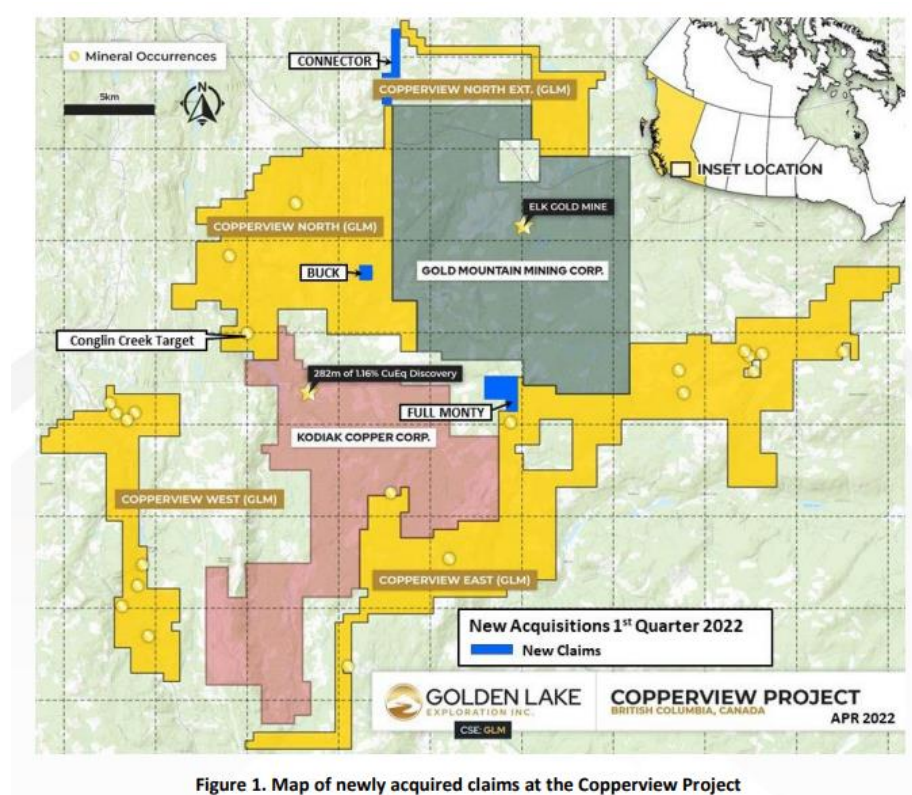 Mineral Occurrences
5km
N
CONNECTOR
COPPERVIEW NORTH EXT. (GLM)
INSET LOCATION
ELK GOLD MINE
COPPERVIEW NORTH (GLM)
GOLD MOUNTAIN MINING CORP.
BUCK
Conglin Creek Target
282m of 1.16% CuEq Discovery
FULL MONTY
KODIAK COPPER CORP.
COPPERVIEW WEST (GLM)
COPPERVIEW EAST (GLM)
New Acquisitions 1st Quarter 2022
New Claims
GOLDEN LAKE
EXPLORATION INC.
CSE: GLM
COPPERVIEW PROJECT
BRITISH COLUMBIA, CANADA
APR 2022
Figure 1. Map of newly acquired claims at the Copperview Project